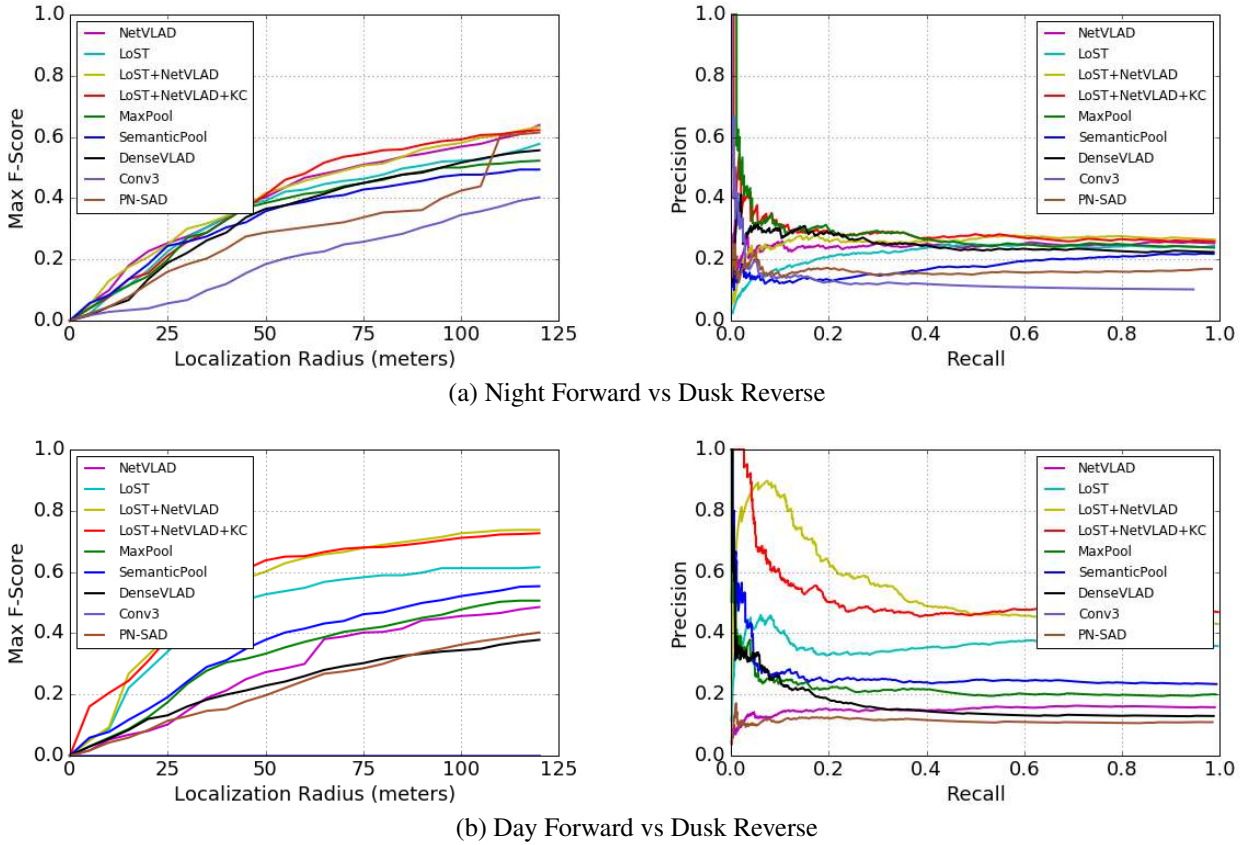 1.0
0.8
0.6
0.4
0.2
0.0
Max F-Score
NetVLAD
LoST
LoST+NetVLAD
LoST+NetVLAD+KC
MaxPool
SemanticPool
DenseVLAD
Conv3
PN-SAD
0 25 50 75 100 125
Localization Radius (meters)
1.0
0.8
0.6
0.4
0.2
0.0
Precision
NetVLAD
LoST
LoST+NetVLAD
LoST+NetVLAD+KC
MaxPool
SemanticPool
DenseVLAD
Conv3
PN-SAD
0.0 0.2 0.4 0.6 0.8 1.0
Recall
(a) Night Forward vs Dusk Reverse
1.0
0.8
0.6
0.4
0.2
0.0
Max F-Score
NetVLAD
LoST
LoST+NetVLAD
LoST+NetVLAD+KC
MaxPool
SemanticPool
DenseVLAD
Conv3
PN-SAD
0 25 50 75 100 125
Localization Radius (meters)
1.0
0.8
0.6
0.4
0.2
0.0
Precision
NetVLAD
LoST
LoST+NetVLAD
LoST+NetVLAD+KC
MaxPool
SemanticPool
DenseVLAD
Conv3
PN-SAD
0.0 0.2 0.4 0.6 0.8 1.0
Recall
(b) Day Forward vs Dusk Reverse